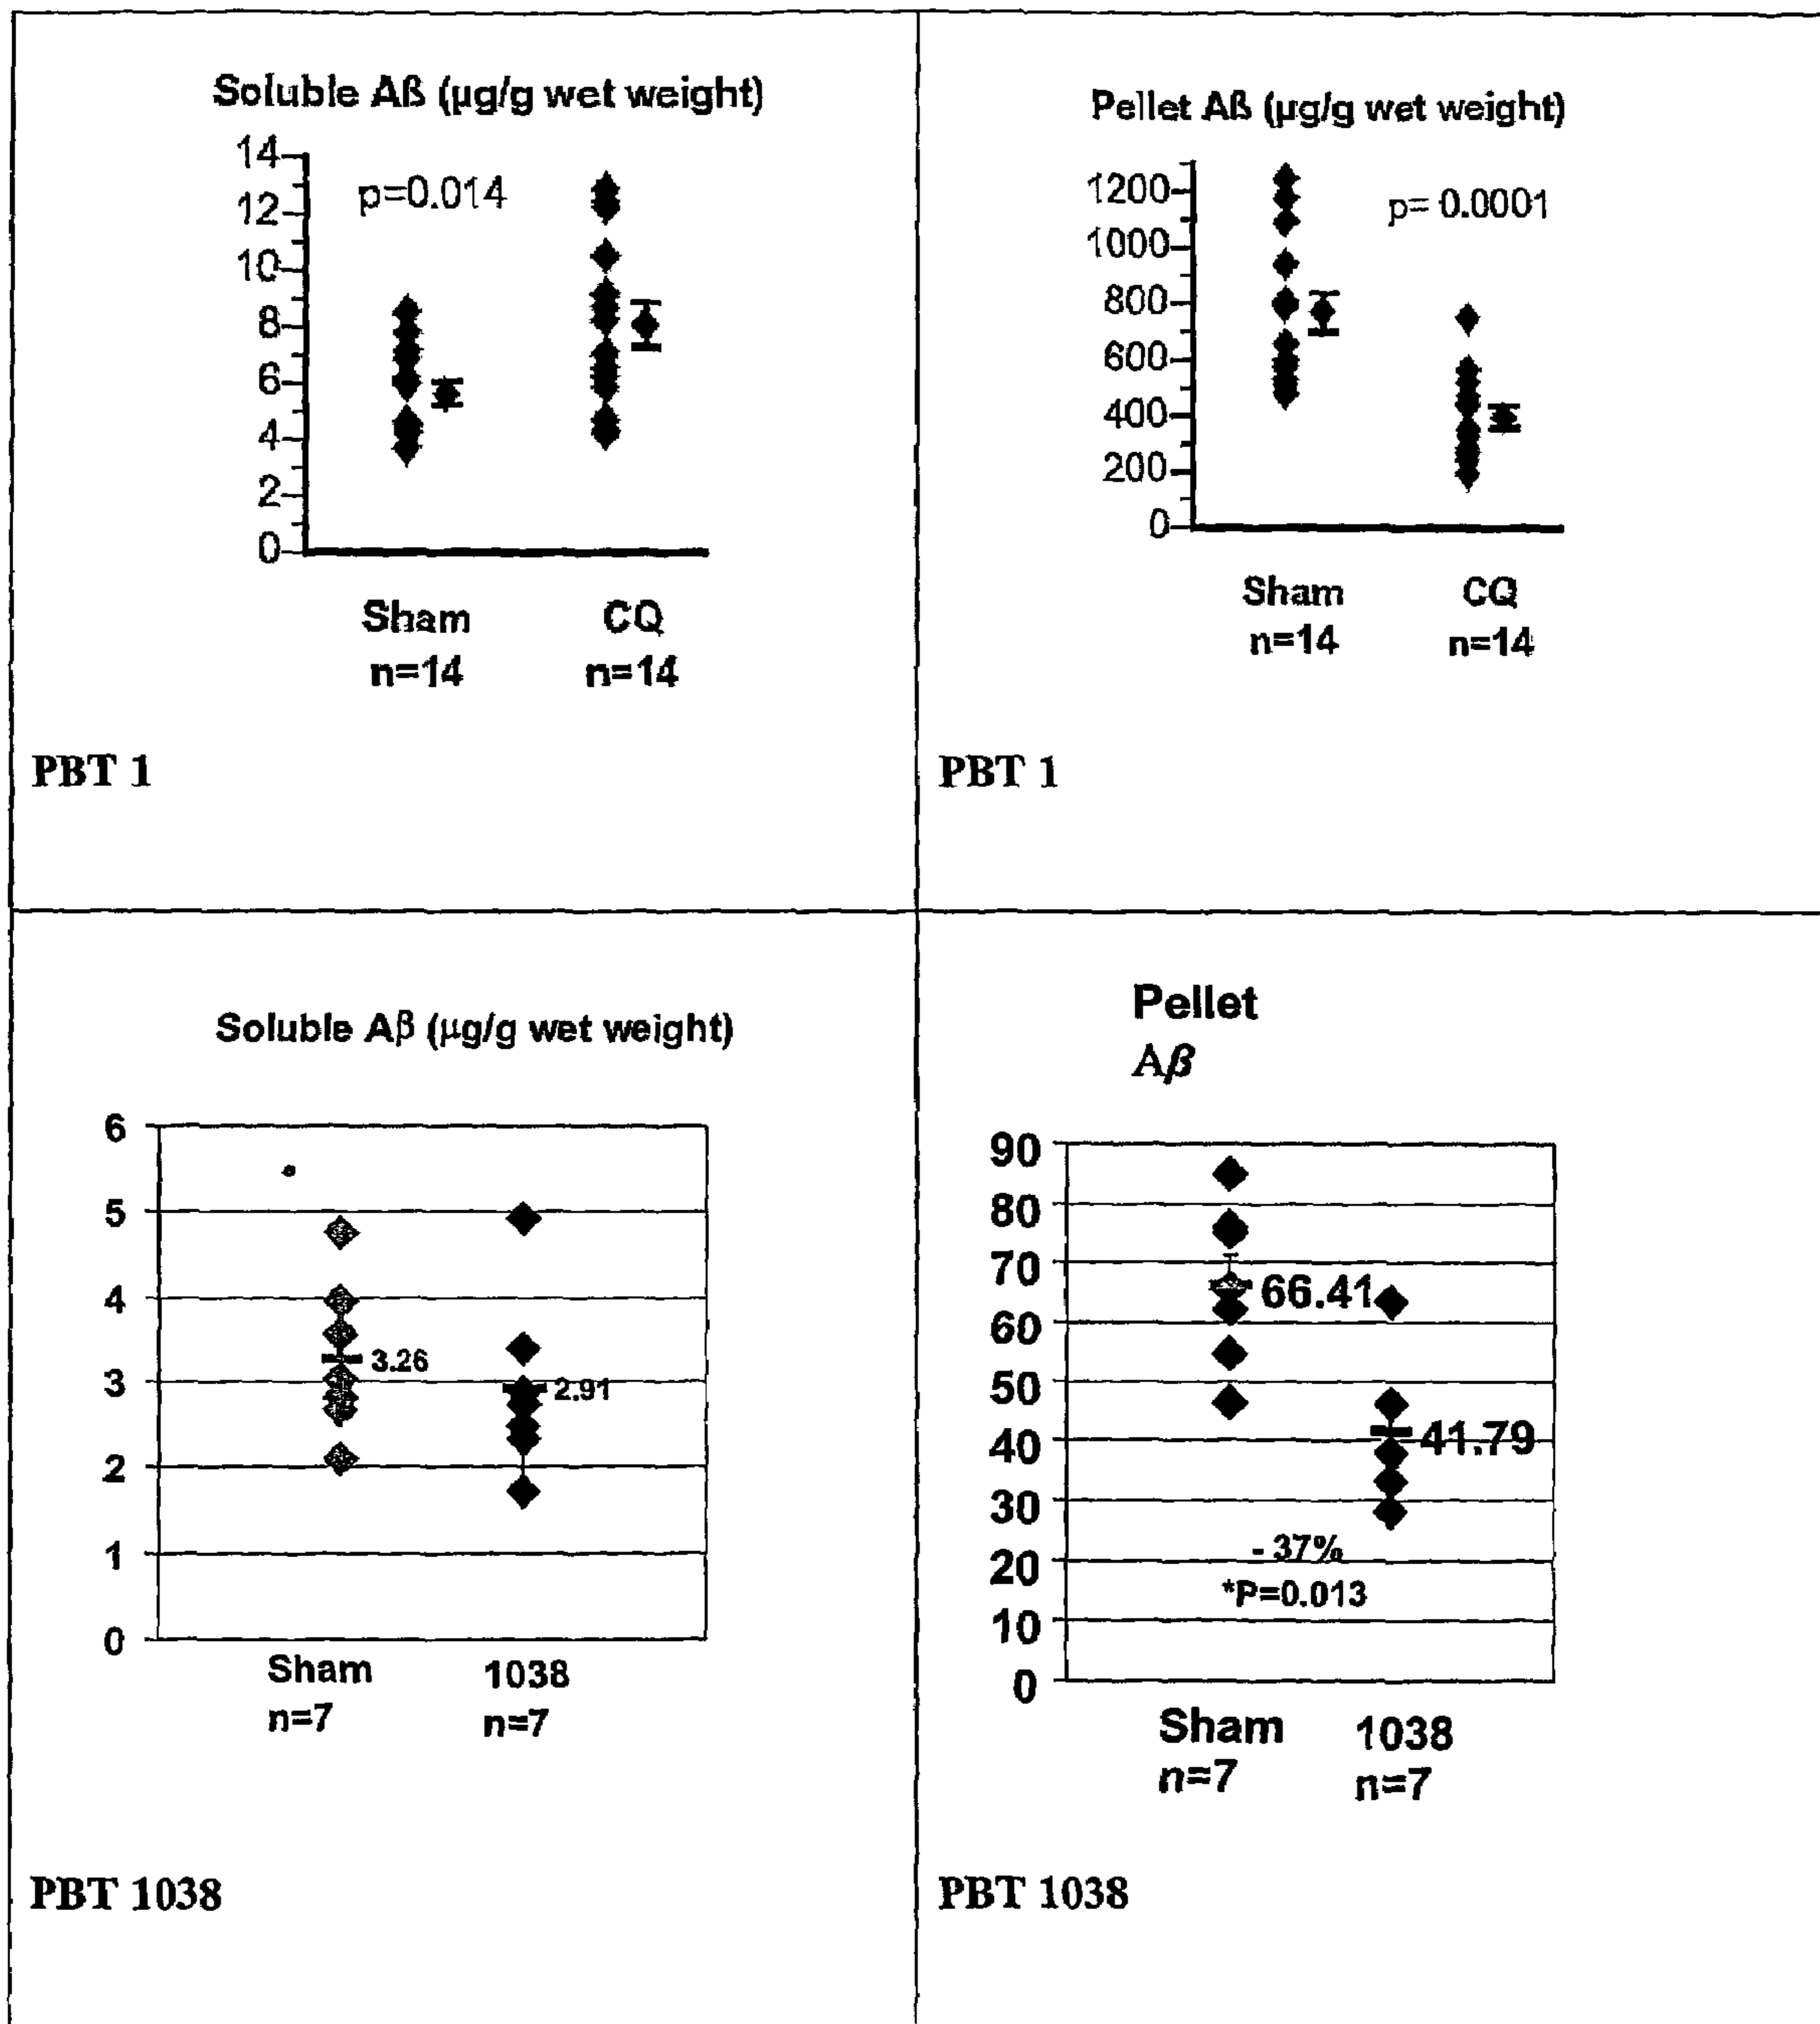 Soluble Aß (µg/g wet weight)
14
12
10
8
6
4
2
0
p=0.014
Sham
n=14
CQ
n=14
PBT 1
Pellet Aß (µg/g wet weight)
1200
1000
800
600
400
200
0
p= 0.0001
Sham
n=14
CQ
n=14
PBT 1
Soluble Aβ (µg/g wet weight)
6
5
4
3
2
1
0
3.26
2.91
Sham
n=7
1038
n=7
PBT 1038
Pellet
Aβ
90
80
70
60
50
40
30
20
10
0
66.41
41.79
- 37%
*P=0.013
Sham
n=7
1038
n=7
PBT 1038